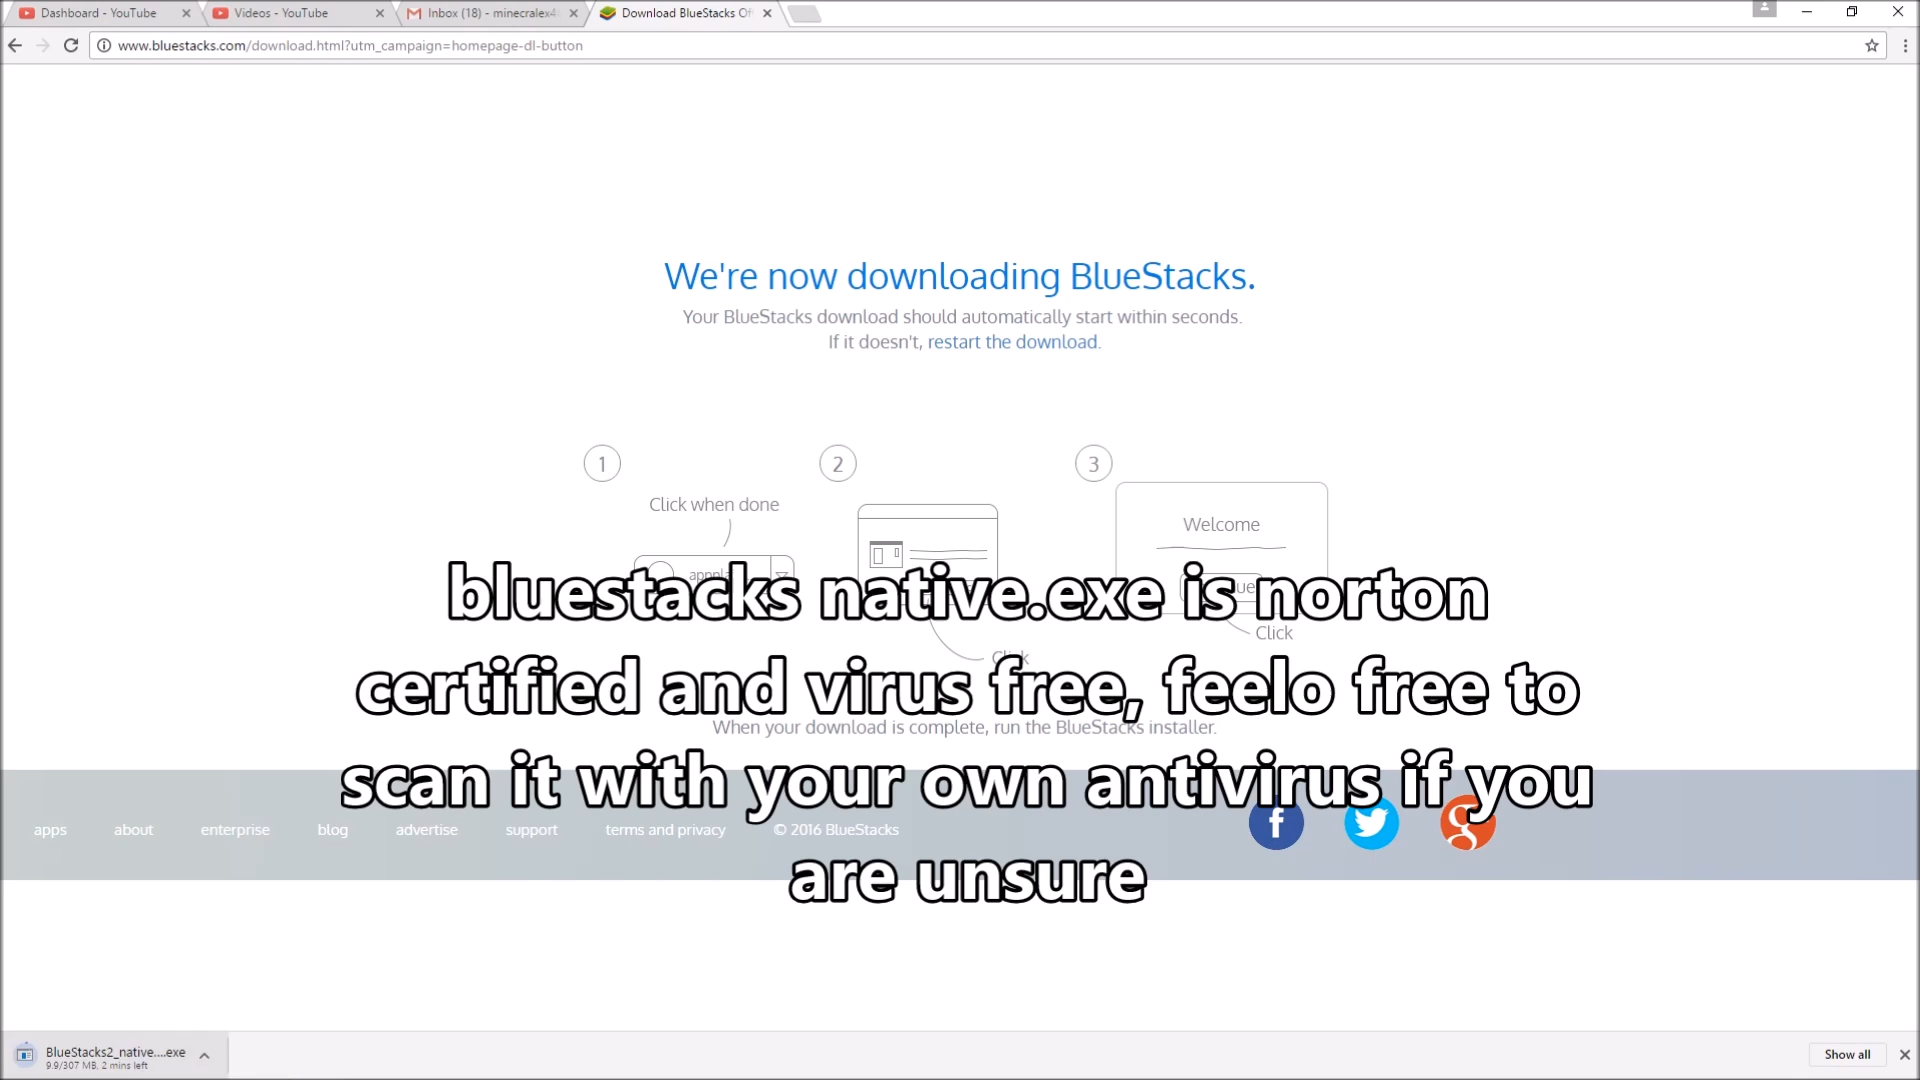 Dashboard - YouTube
Videos - YouTube
Inbox (18) - minecralex4
Download BlueStacks Of
www.bluestacks.com/download.html?utm_campaign=homepage-dl-button
We're now downloading BlueStacks.
Your BlueStacks download should automatically start within seconds.
If it doesn't, restart the download.
1
2
3
Click when done
Welcome
Click
Click
bluestacks native.exe is norton
certified and virus free, feelo free to
scan it with your own antivirus if you
are unsure
When your download is complete, run the BlueStacks installer.
apps
about
enterprise
blog
advertise
support
terms and privacy
© 2016 BlueStacks
BlueStacks2_native....exe
9.9/307 MB, 2 mins left
Show all